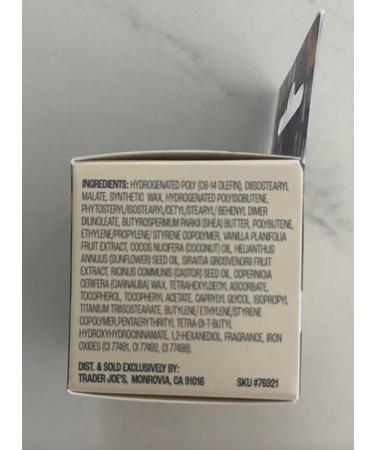 INGREDIENTS: HYDROGENATED POLY (C6-14 OLEFIN), DIISOSTEARYL
MALATE, SYNTHETIC WAX, HYDROGENATED POLYISOBUTENE,
PHYTOSTERYL/ISOSTEARYL/CETYL/STEARYL/ BEHENYL DIMER
DILINOLEATE, BUTYROSPERMUM PARKII (SHEA) BUTTER, POLYBUTENE,
ETHYLENE/PROPYLENE/ STYRENE COPOLYMER, VANILLA PLANIFOLIA
FRUIT EXTRACT, COCOS NUCIFERA (COCONUT) OIL, HELIANTHUS
ANNUUS (SUNFLOWER) SEED OIL, SIRAITIA GROSVENORII FRUIT
EXTRACT, RICINUS COMMUNIS (CASTOR) SEED OIL, COPERNICIA
CERIFERA (CARNAUBA) WAX, TETRAHEXYLDECYL ASCORBATE,
TOCOPHEROL, TOCOPHERYL ACETATE, CAPRYLYL GLYCOL, ISOPROPYL
TITANIUM TRIISOSTEARATE, BUTYLENE/ ETHYLENE/STYRENE
COPOLYMER,PENTAERYTHRITYL TETRA-DI-T-BUTYL
HYDROXYHYDROCINNAMATE, 1,2-HEXANEDIOL, FRAGRANCE, IRON
OXIDES (CI 77491, CI 77492, CI 77499).
DIST. & SOLD EXCLUSIVELY BY:
TRADER JOE'S, MONROVIA, CA 91016 SKU #76921